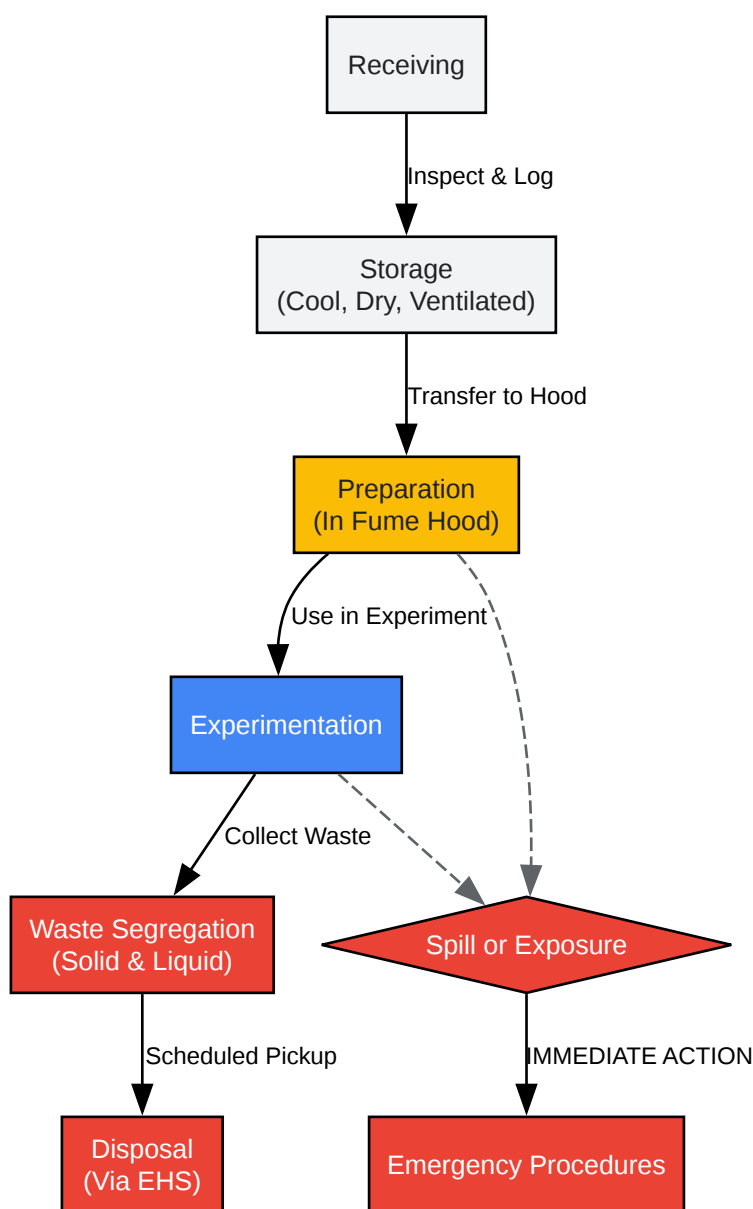 Receiving
Inspect & Log
Storage
(Cool, Dry, Ventilated)
Transfer to Hood
Preparation
(In Fume Hood)
Use in Experiment
Experimentation
Collect Waste
Waste Segregation
(Solid & Liquid)
Spill or Exposure
Scheduled Pickup
IMMEDIATE ACTION
Disposal
(Via EHS)
Emergency Procedures